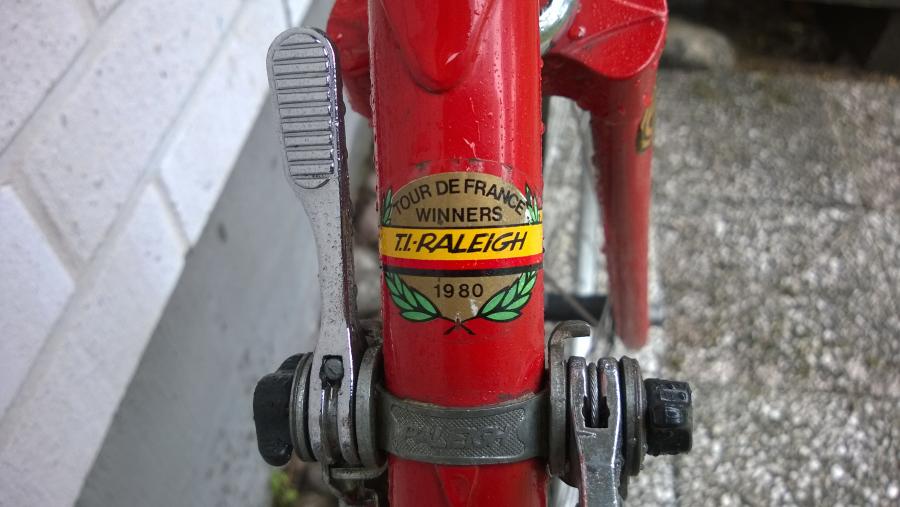 TOUR DE FRANCE
WINNERS
T.I.-RALEIGH
1980
RALEIGH